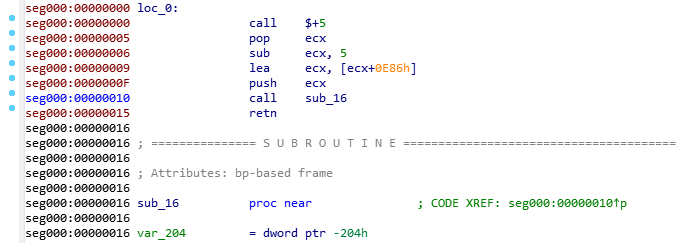 seg000:00000000 loc_0:
seg000:00000000 call $+5
seg000:00000005 pop ecx
seg000:00000006 sub ecx, 5
seg000:00000009 lea ecx, [ecx+0E86h]
seg000:0000000F push ecx
seg000:00000010 call sub_16
seg000:00000015 retn
seg000:00000016
seg000:00000016 ; =============== S U B R O U T I N E =======================================
seg000:00000016
seg000:00000016 ; Attributes: bp-based frame
seg000:00000016
seg000:00000016 sub_16 proc near ; CODE XREF: seg000:00000010↑p
seg000:00000016
seg000:00000016 var_204 = dword ptr -204h